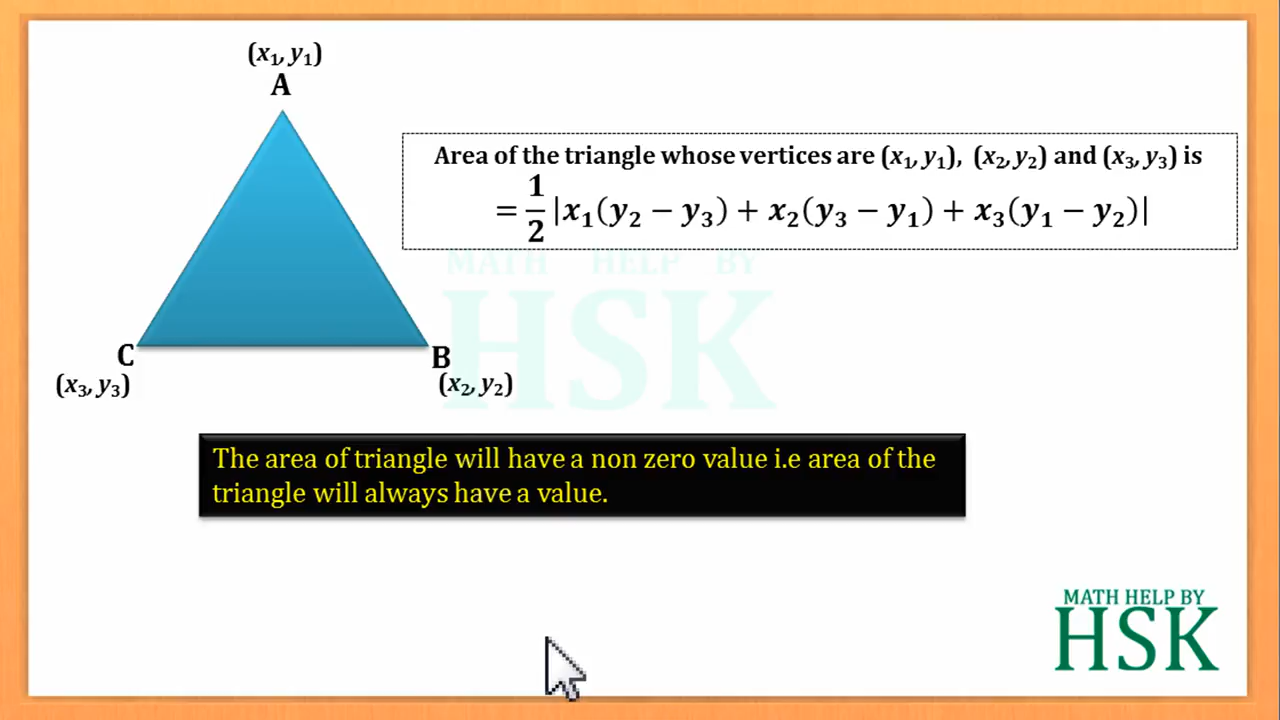 (x₁, y₁)
A
Area of the triangle whose vertices are (x₁, y₁), (x₂, y₂) and (x₃, y₃) is
= 1/2 |x₁(y₂ − y₃) + x₂(y₃ − y₁) + x₃(y₁ − y₂)|
MATH HELP BY
HSK
C
B
(x₃, y₃)
(x₂, y₂)
The area of triangle will have a non zero value i.e area of the
triangle will always have a value.
MATH HELP BY
HSK